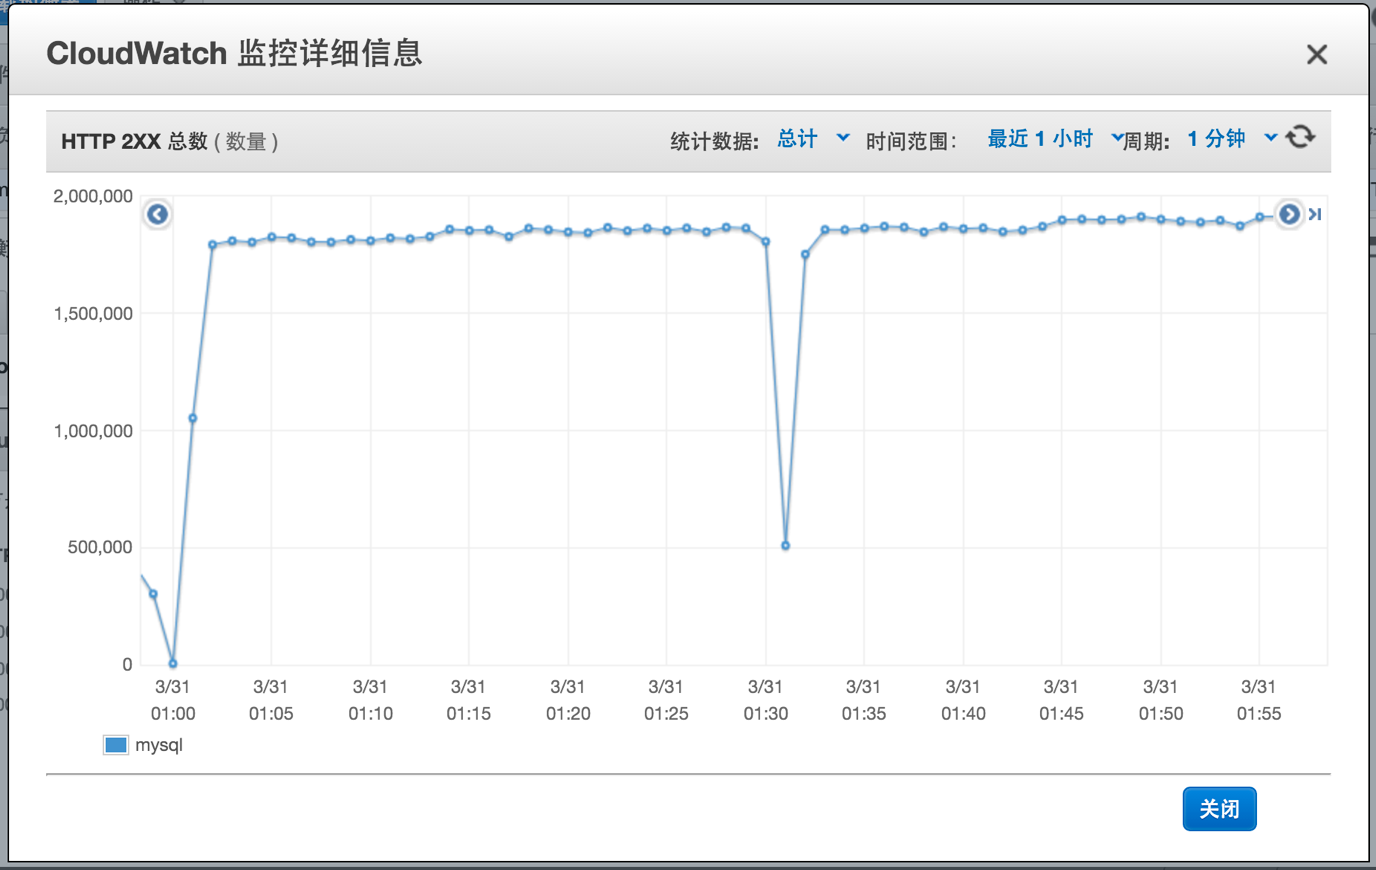 CloudWatch 监控详细信息
HTTP 2XX 总数 ( 数量 )
统计数据: 总计 时间范围: 最近 1 小时 周期: 1 分钟
2,000,000
1,500,000
1,000,000
500,000
0
3/31 3/31 3/31 3/31 3/31 3/31 3/31 3/31 3/31 3/31 3/31 3/31
01:00 01:05 01:10 01:15 01:20 01:25 01:30 01:35 01:40 01:45 01:50 01:55
mysql
关闭